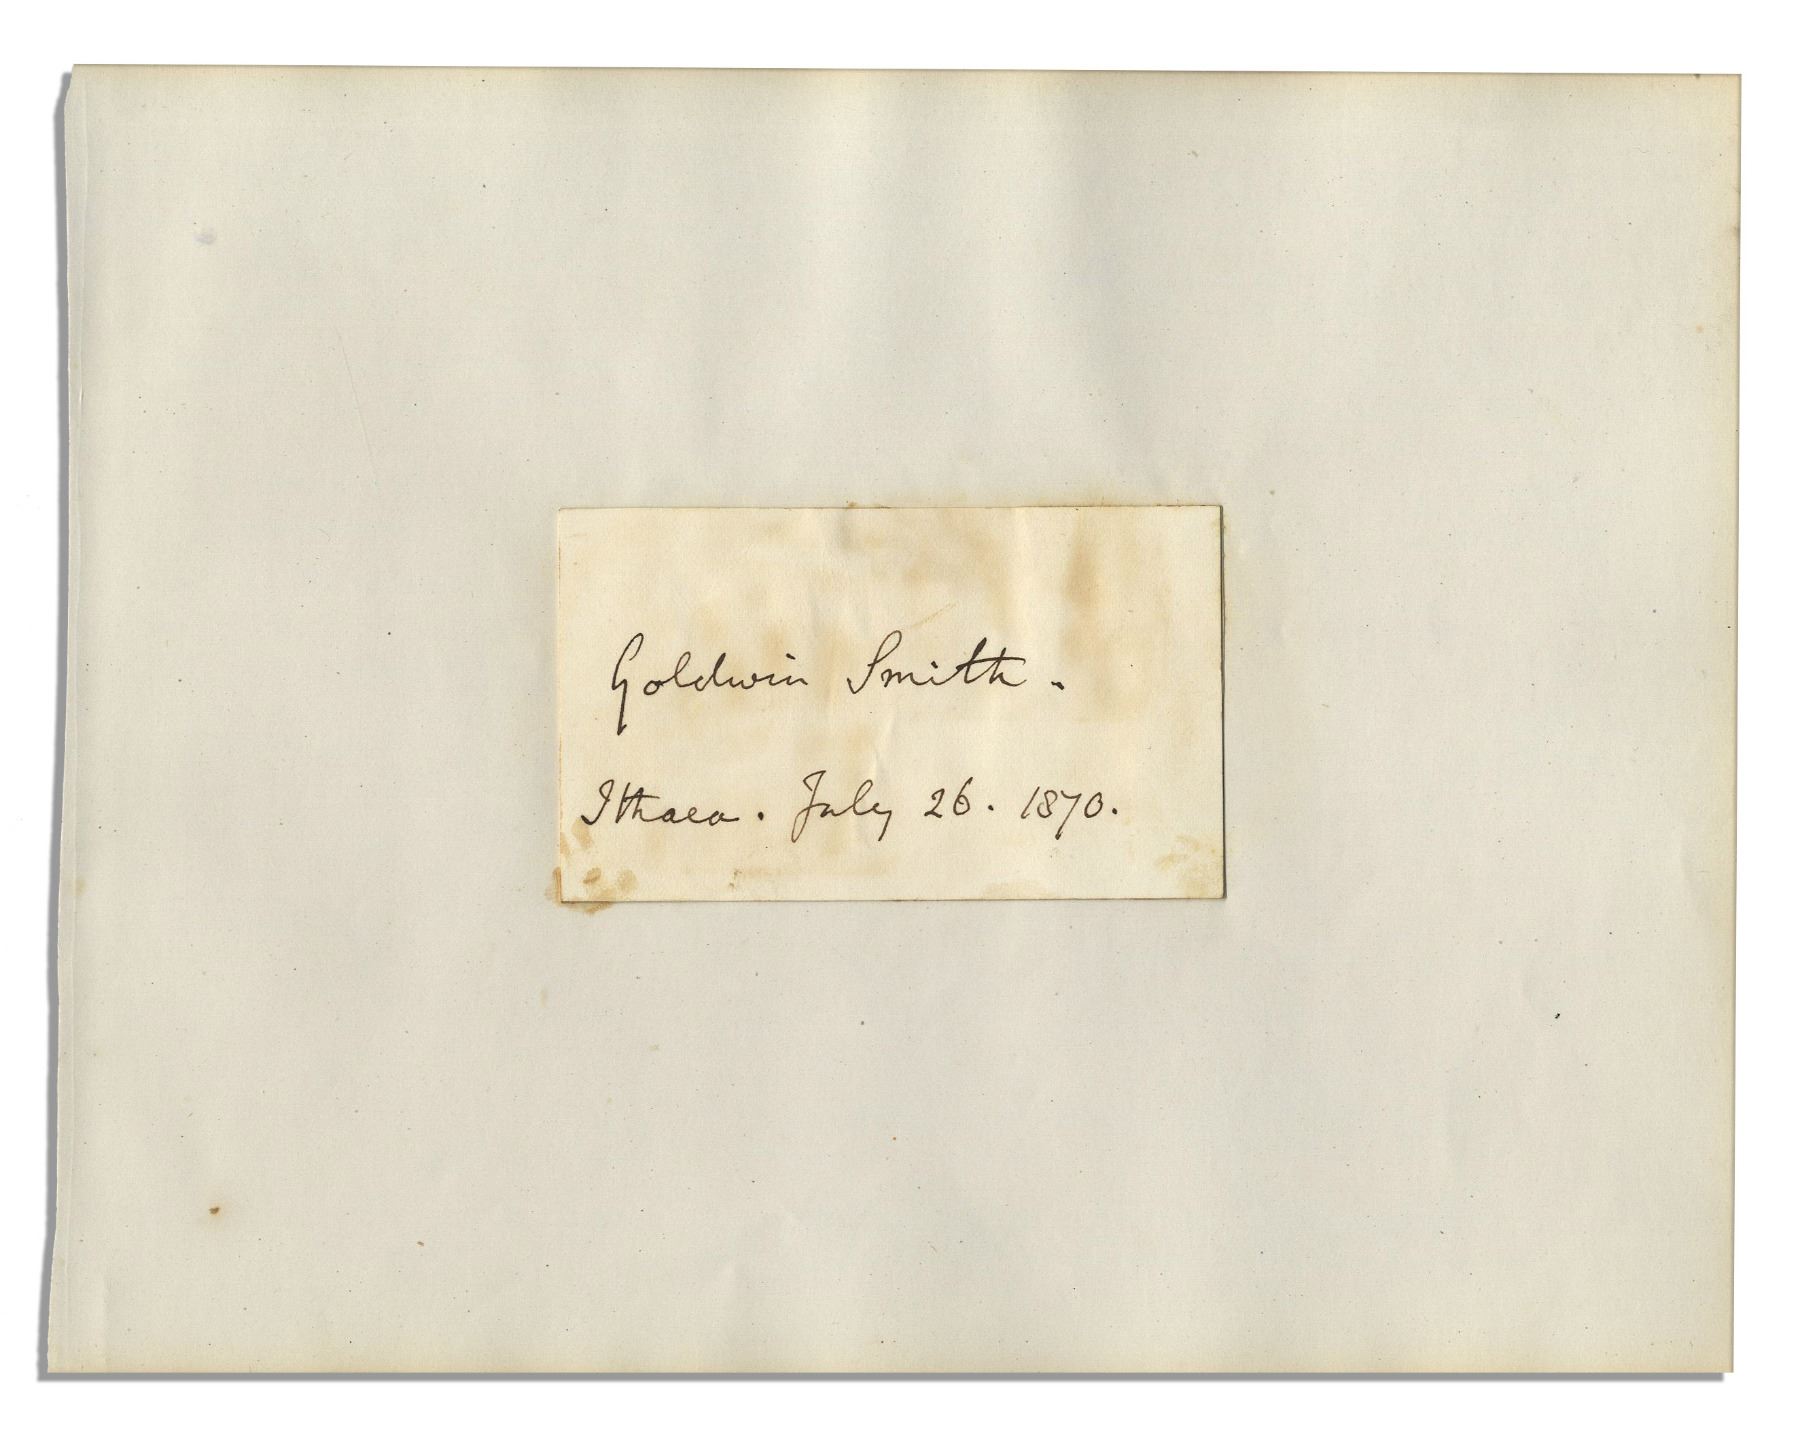 Goldwin Smith.
Ithaca. July 26. 1870.